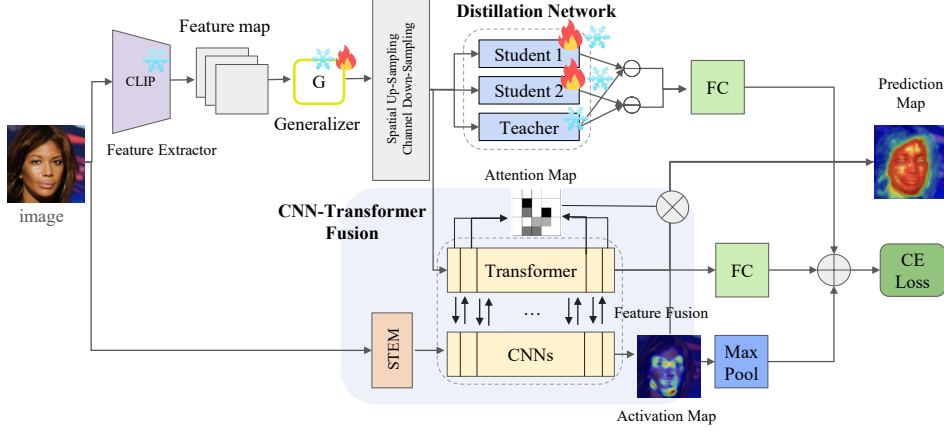 Distillation Network
Feature map
CLIP
G
Generalizer
Feature Extractor
Spatial Up-Sampling
Channel Down-Sampling
Student 1
Student 2
Teacher
FC
Prediction
Map
image
CNN-Transformer
Fusion
Attention Map
Transformer
FC
CE
Loss
...
Feature Fusion
STEM
CNNs
Max
Pool
Activation Map